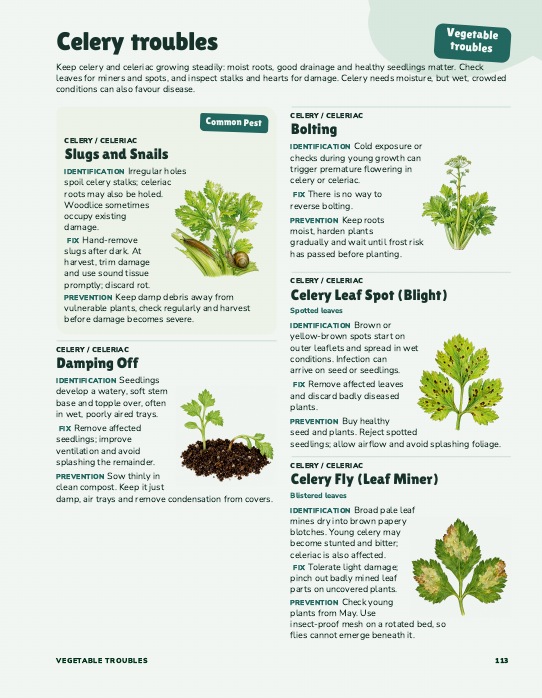 Celery troubles
Vegetable
troubles
Keep celery and celeriac growing steadily: moist roots, good drainage and healthy seedlings matter. Check
leaves for miners and spots, and inspect stalks and hearts for damage. Celery needs moisture, but wet, crowded
conditions can also favour disease.
Common Pest
CELERY / CELERIAC
Slugs and Snails
IDENTIFICATION Irregular holes
spoil celery stalks; celeriac
roots may also be holed.
Woodlice sometimes
occupy existing
damage.
FIX Hand-remove
slugs after dark. At
harvest, trim damage
and use sound tissue
promptly; discard rot.
PREVENTION Keep damp debris away from
vulnerable plants, check regularly and harvest
before damage becomes severe.
CELERY / CELERIAC
Damping Off
IDENTIFICATION Seedlings
develop a watery, soft stem
base and topple over, often
in wet, poorly aired trays.
FIX Remove affected
seedlings; improve
ventilation and avoid
splashing the remainder.
PREVENTION Sow thinly in
clean compost. Keep it just
damp, air trays and remove condensation from covers.
CELERY / CELERIAC
Bolting
IDENTIFICATION Cold exposure or
checks during young growth can
trigger premature flowering in
celery or celeriac.
FIX There is no way to
reverse bolting.
PREVENTION Keep roots
moist, harden plants
gradually and wait until frost risk
has passed before planting.
CELERY / CELERIAC
Celery Leaf Spot (Blight)
Spotted leaves
IDENTIFICATION Brown or
yellow-brown spots start on
outer leaflets and spread in wet
conditions. Infection can
arrive on seed or seedlings.
FIX Remove affected leaves
and discard badly diseased
plants.
PREVENTION Buy healthy
seed and plants. Reject spotted
seedlings; allow airflow and avoid splashing foliage.
CELERY / CELERIAC
Celery Fly (Leaf Miner)
Blistered leaves
IDENTIFICATION Broad pale leaf
mines dry into brown papery
blotches. Young celery may
become stunted and bitter;
celeriac is also affected.
FIX Tolerate light damage;
pinch out badly mined leaf
parts on uncovered plants.
PREVENTION Check young
plants from May. Use
insect-proof mesh on a rotated bed, so
flies cannot emerge beneath it.
VEGETABLE TROUBLES
113